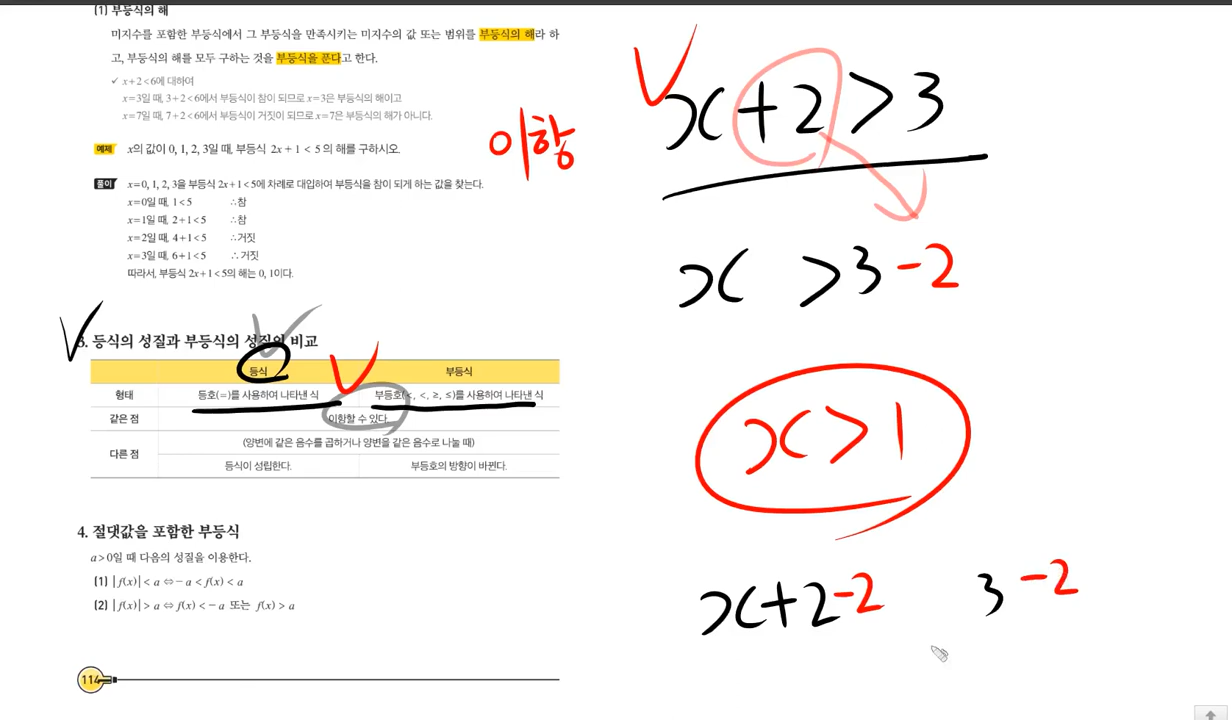 (1) 부등식의 해
미지수를 포함한 부등식에서 그 부등식을 만족시키는 미지수의 값 또는 범위를 부등식의 해라 하
고, 부등식의 해를 모두 구하는 것을 부등식을 푼다고 한다.
✓ x+2<6에 대하여
x=3일 때, 3+2<6에서 부등식이 참이 되므로 x=3은 부등식의 해이고
x=7일 때, 7+2<6에서 부등식이 거짓이 되므로 x=7은 부등식의 해가 아니다.
예제 x의 값이 0, 1, 2, 3일 때, 부등식 2x+1<5의 해를 구하시오.
풀이 x=0, 1, 2, 3을 부등식 2x+1<5에 차례로 대입하여 부등식을 참이 되게 하는 값을 찾는다.
x=0일 때, 1<5 ∴참
x=1일 때, 2+1<5 ∴참
x=2일 때, 4+1<5 ∴거짓
x=3일 때, 6+1<5 ∴거짓
따라서, 부등식 2x+1<5의 해는 0, 1이다.
3. 등식의 성질과 부등식의 성질의 비교
등식 부등식
형태 등호(=)를 사용하여 나타낸 식 부등호(<, <, ≥, ≤)를 사용하여 나타낸 식
같은 점 이항할 수 있다
다른 점 (양변에 같은 음수를 곱하거나 양변을 같은 음수로 나눌 때)
등식이 성립한다. 부등호의 방향이 바뀐다.
4. 절댓값을 포함한 부등식
a>0일 때 다음의 성질을 이용한다.
(1) |f(x)|<a⇔-a<f(x)<a
(2) |f(x)|>a⇔f(x)<-a 또는 f(x)>a
114
이항
x+2>3
x >3-2
x>1
x+2-2 3-2